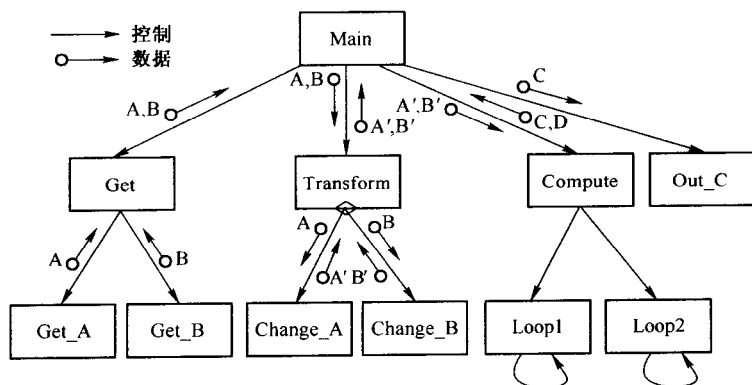 控制
数据
Main
A,B
A,B
A′,B′
A′,B′
C,D
C
Get
Transform
Compute
Out_C
A
B
A
B
A′
B′
Get_A
Get_B
Change_A
Change_B
Loop1
Loop2